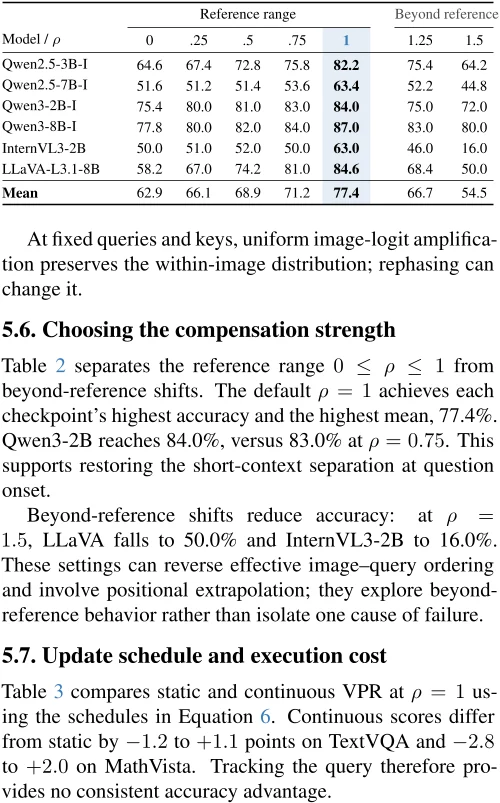 Reference range Beyond reference
Model / ρ 0 .25 .5 .75 1 1.25 1.5
Qwen2.5-3B-I 64.6 67.4 72.8 75.8 82.2 75.4 64.2
Qwen2.5-7B-I 51.6 51.2 51.4 53.6 63.4 52.2 44.8
Qwen3-2B-I 75.4 80.0 81.0 83.0 84.0 75.0 72.0
Qwen3-8B-I 77.8 80.0 82.0 84.0 87.0 83.0 80.0
InternVL3-2B 50.0 51.0 52.0 50.0 63.0 46.0 16.0
LLaVA-L3.1-8B 58.2 67.0 74.2 81.0 84.6 68.4 50.0
Mean 62.9 66.1 68.9 71.2 77.4 66.7 54.5
At fixed queries and keys, uniform image-logit amplifica-
tion preserves the within-image distribution; rephasing can
change it.
5.6. Choosing the compensation strength
Table 2 separates the reference range 0 ≤ ρ ≤ 1 from
beyond-reference shifts. The default ρ = 1 achieves each
checkpoint's highest accuracy and the highest mean, 77.4%.
Qwen3-2B reaches 84.0%, versus 83.0% at ρ = 0.75. This
supports restoring the short-context separation at question
onset.
Beyond-reference shifts reduce accuracy: at ρ =
1.5, LLaVA falls to 50.0% and InternVL3-2B to 16.0%.
These settings can reverse effective image–query ordering
and involve positional extrapolation; they explore beyond-
reference behavior rather than isolate one cause of failure.
5.7. Update schedule and execution cost
Table 3 compares static and continuous VPR at ρ = 1 us-
ing the schedules in Equation 6. Continuous scores differ
from static by −1.2 to +1.1 points on TextVQA and −2.8
to +2.0 on MathVista. Tracking the query therefore pro-
vides no consistent accuracy advantage.